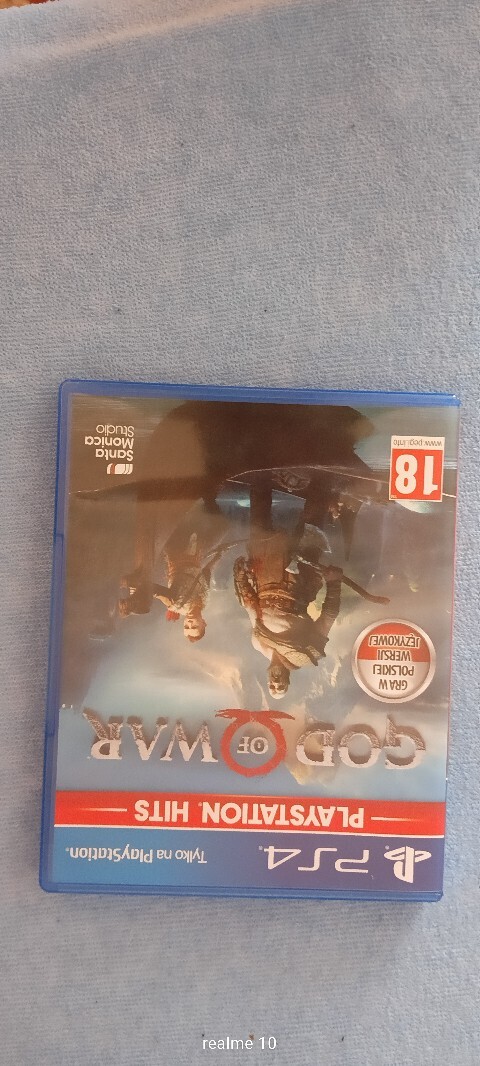 PS4
Tylko na PlayStation®
PLAYSTATION® HITS
GOD OF WAR
GRA W
POLSKIEJ
WERSJI
JĘZYKOWEJ
18
www.pegi.info
Santa
Monica
Studio
realme 10